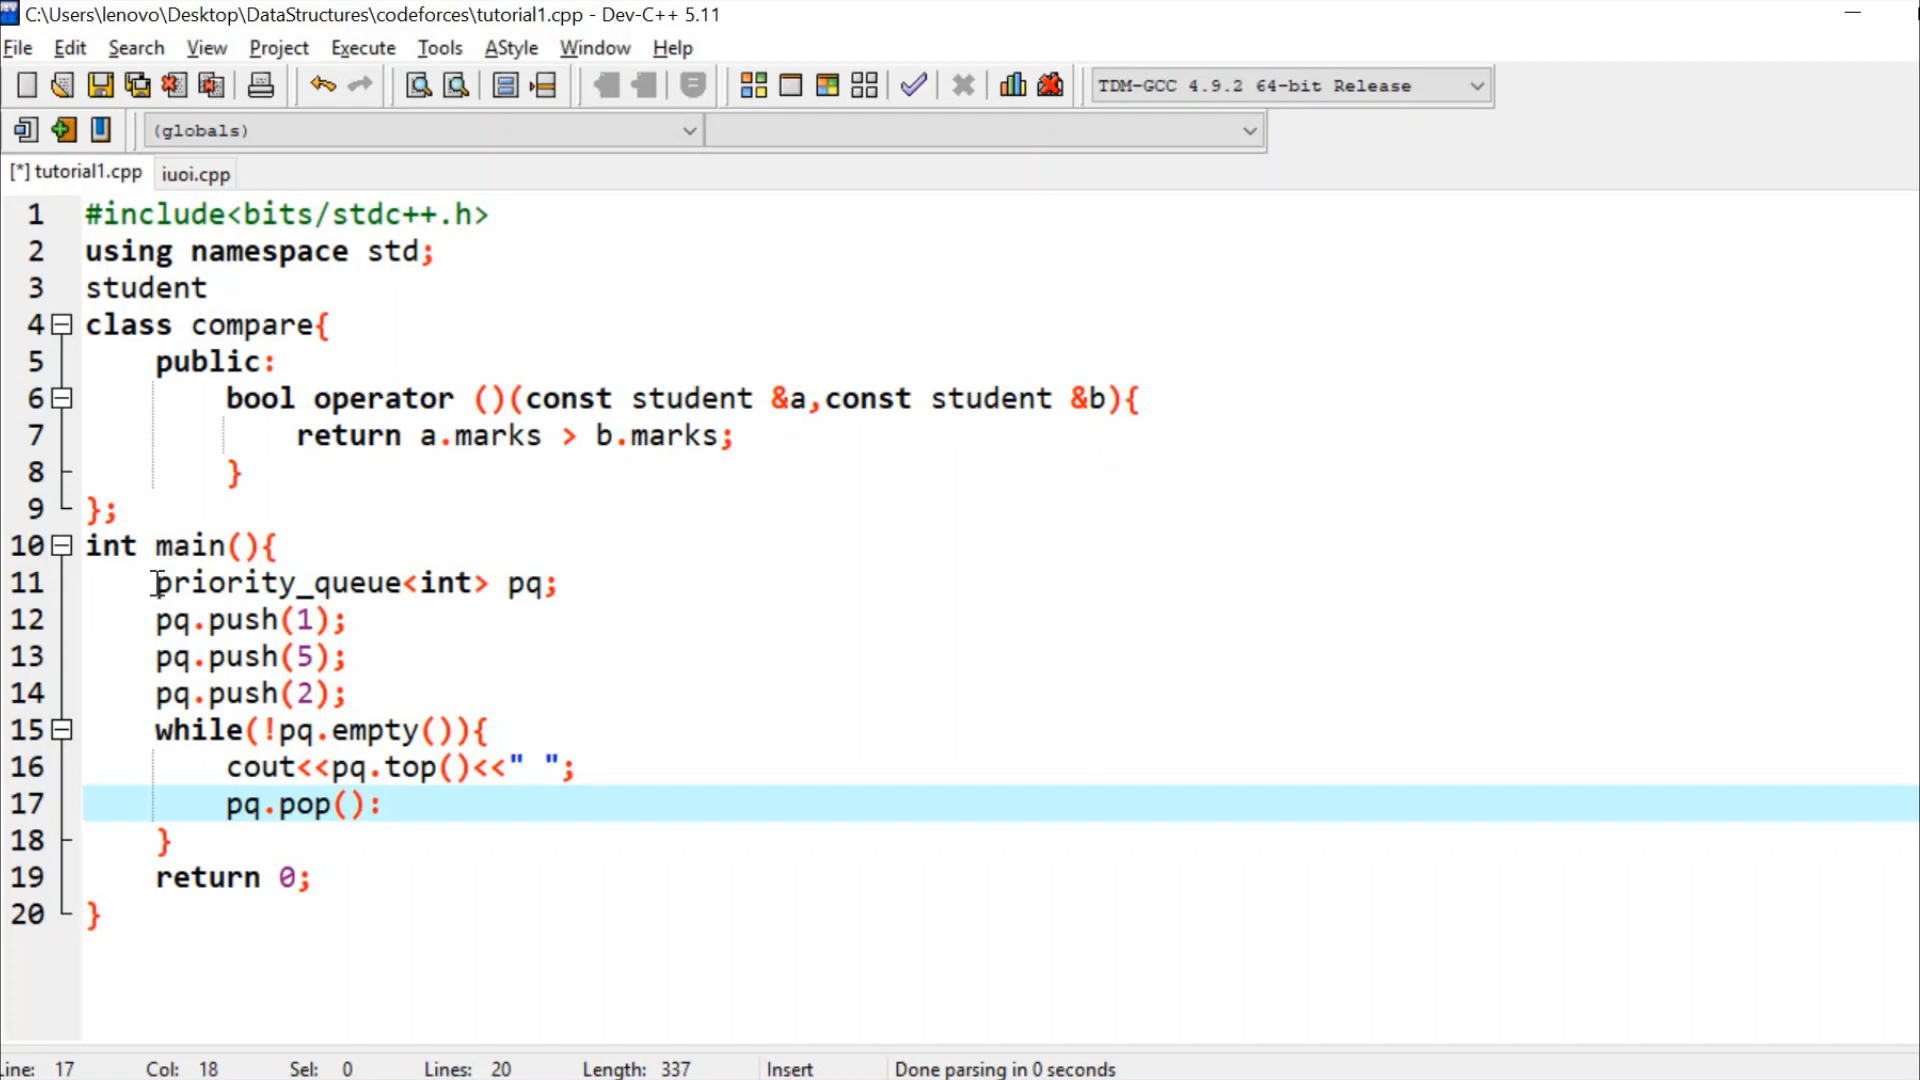 C:\Users\lenovo\Desktop\DataStructures\codeforces\tutorial1.cpp - Dev-C++ 5.11
File Edit Search View Project Execute Tools AStyle Window Help
TDM-GCC 4.9.2 64-bit Release
(globals)
[*] tutorial1.cpp iuoi.cpp
1 #include<bits/stdc++.h>
2 using namespace std;
3 student
4 class compare{
5 public:
6 bool operator ()(const student &a,const student &b){
7 return a.marks > b.marks;
8 }
9 };
10 int main(){
11 priority_queue<int> pq;
12 pq.push(1);
13 pq.push(5);
14 pq.push(2);
15 while(!pq.empty()){
16 cout<<pq.top()<<" ";
17 pq.pop():
18 }
19 return 0;
20 }
Line: 17 Col: 18 Sel: 0 Lines: 20 Length: 337 Insert Done parsing in 0 seconds